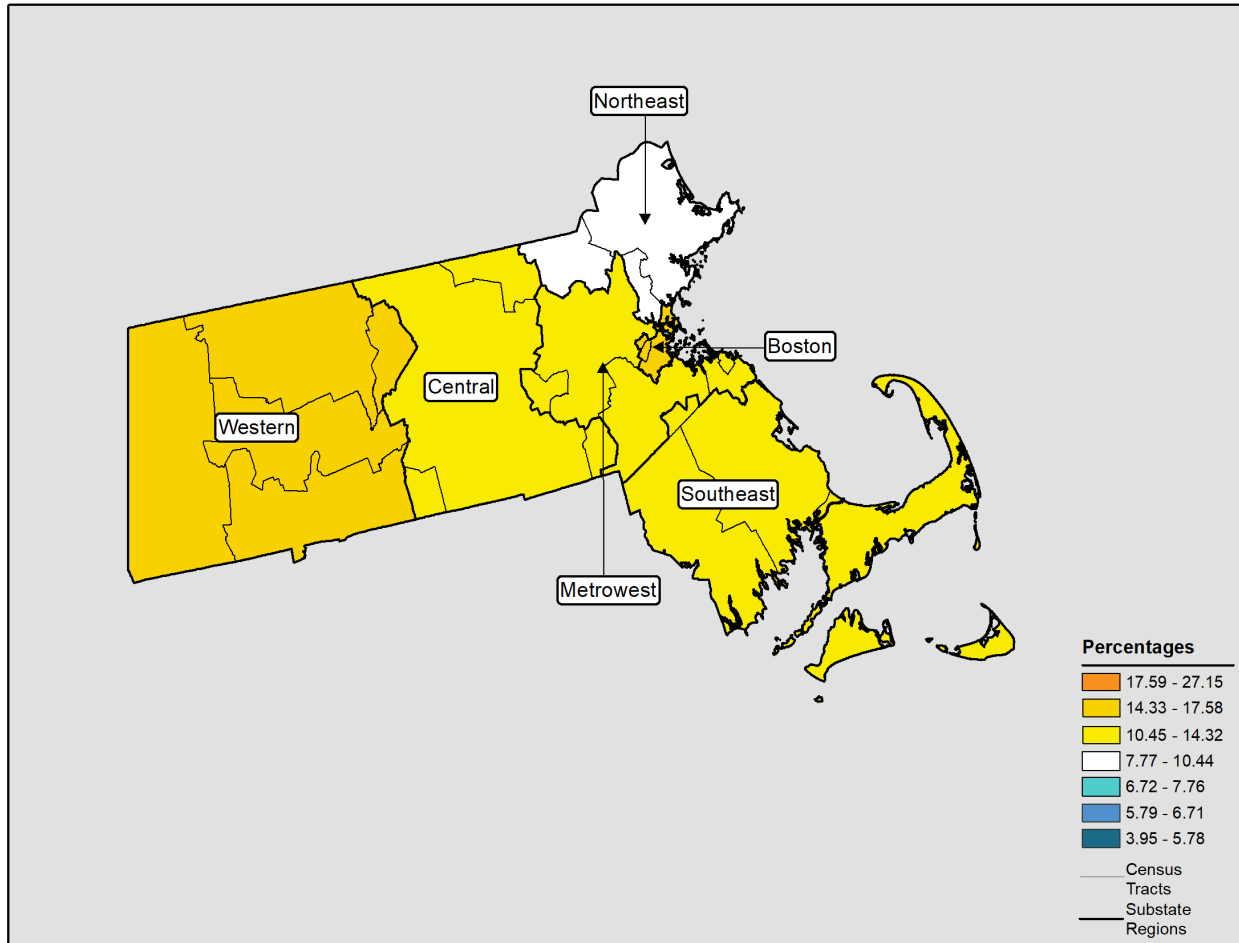 Northeast
Boston
Central
Western
Southeast
Metrowest
Percentages
17.59 - 27.15
14.33 - 17.58
10.45 - 14.32
7.77 - 10.44
6.72 - 7.76
5.79 - 6.71
3.95 - 5.78
Census
Tracts
Substate
Regions